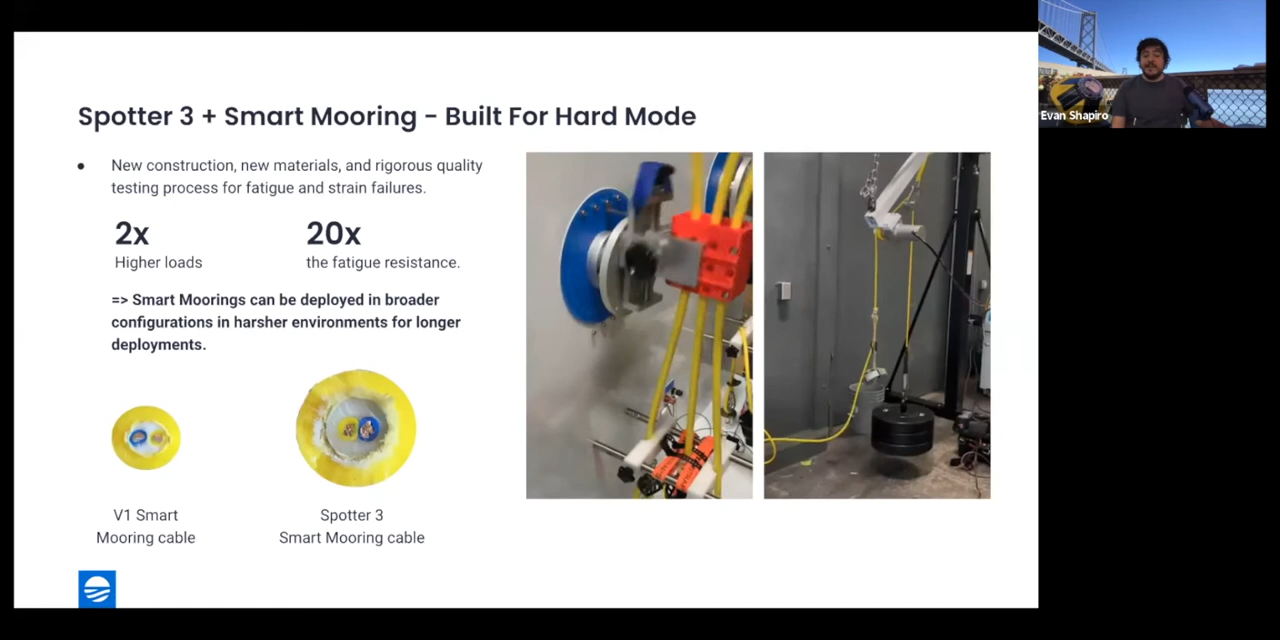 Spotter 3 + Smart Mooring - Built For Hard Mode
● New construction, new materials, and rigorous quality
testing process for fatigue and strain failures.
2x
Higher loads
20x
the fatigue resistance.
=> Smart Moorings can be deployed in broader
configurations in harsher environments for longer
deployments.
V1 Smart
Mooring cable
Spotter 3
Smart Mooring cable
Evan Shapiro